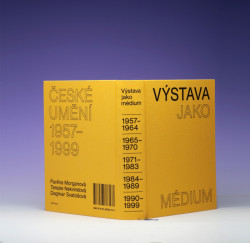 ČESKÉ
UMĚNÍ
1957–
1999
Pavlína Morganová
Terezie Nekvindová
Dagmar Svatošová
Výstava
jako
médium
1957–
1964
1965–
1970
1971–
1983
1984–
1989
1990–
1999
VÝSTAVA
JAKO
MÉDIUM